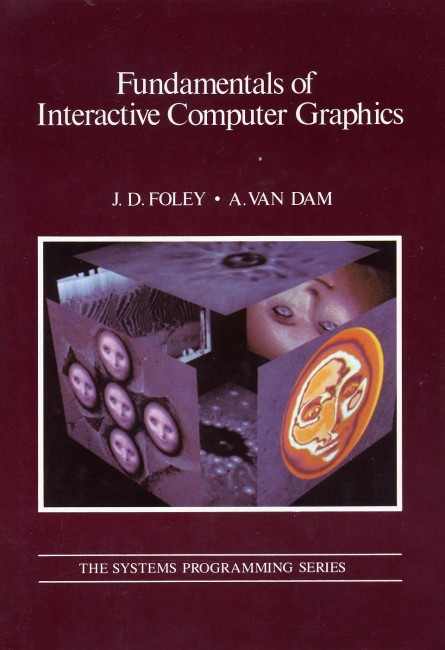 Fundamentals of
Interactive Computer Graphics
J. D. FOLEY • A. VAN DAM
THE SYSTEMS PROGRAMMING SERIES